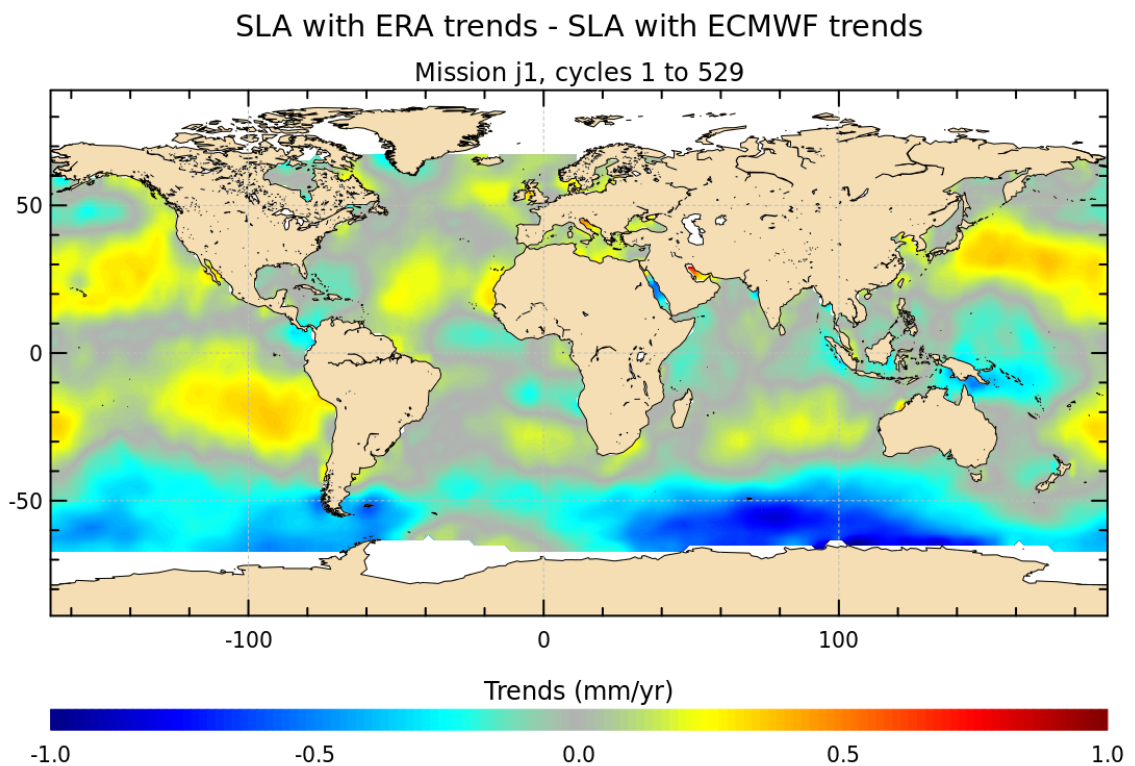 SLA with ERA trends - SLA with ECMWF trends
Mission j1, cycles 1 to 529
50
0
-50
-100 0 100
Trends (mm/yr)
-1.0 -0.5 0.0 0.5 1.0